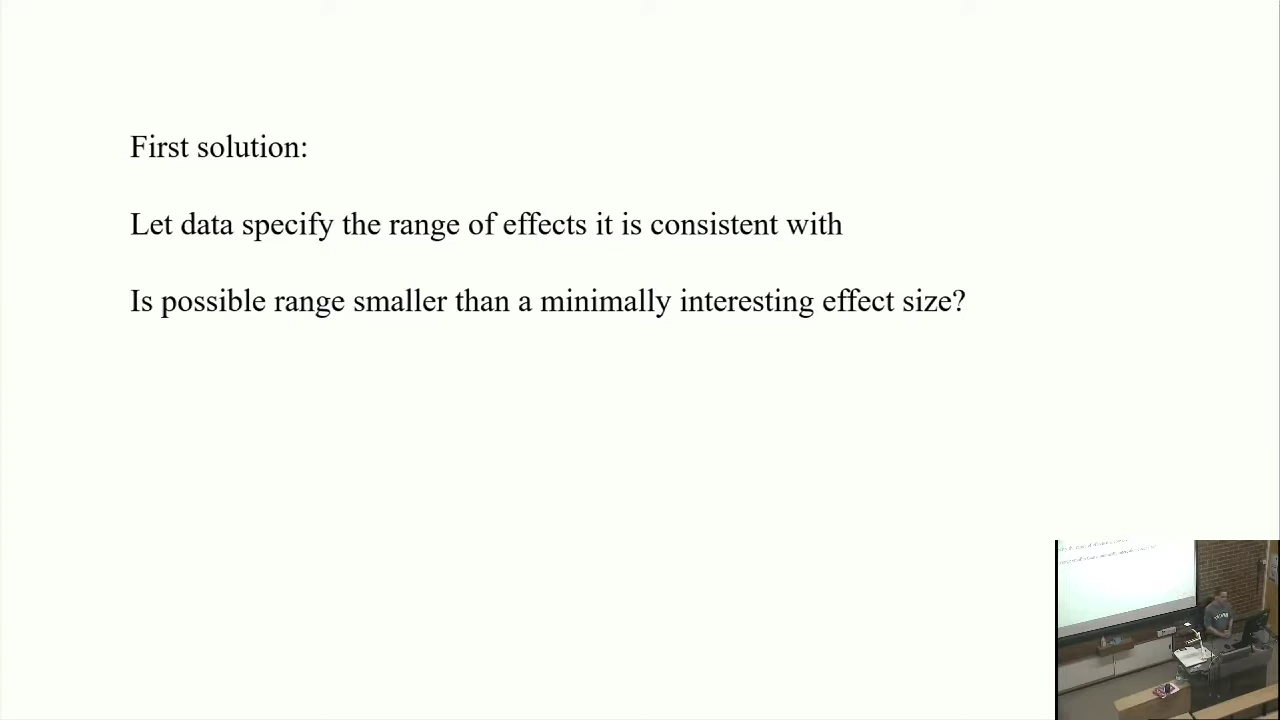 First solution:
Let data specify the range of effects it is consistent with
Is possible range smaller than a minimally interesting effect size?